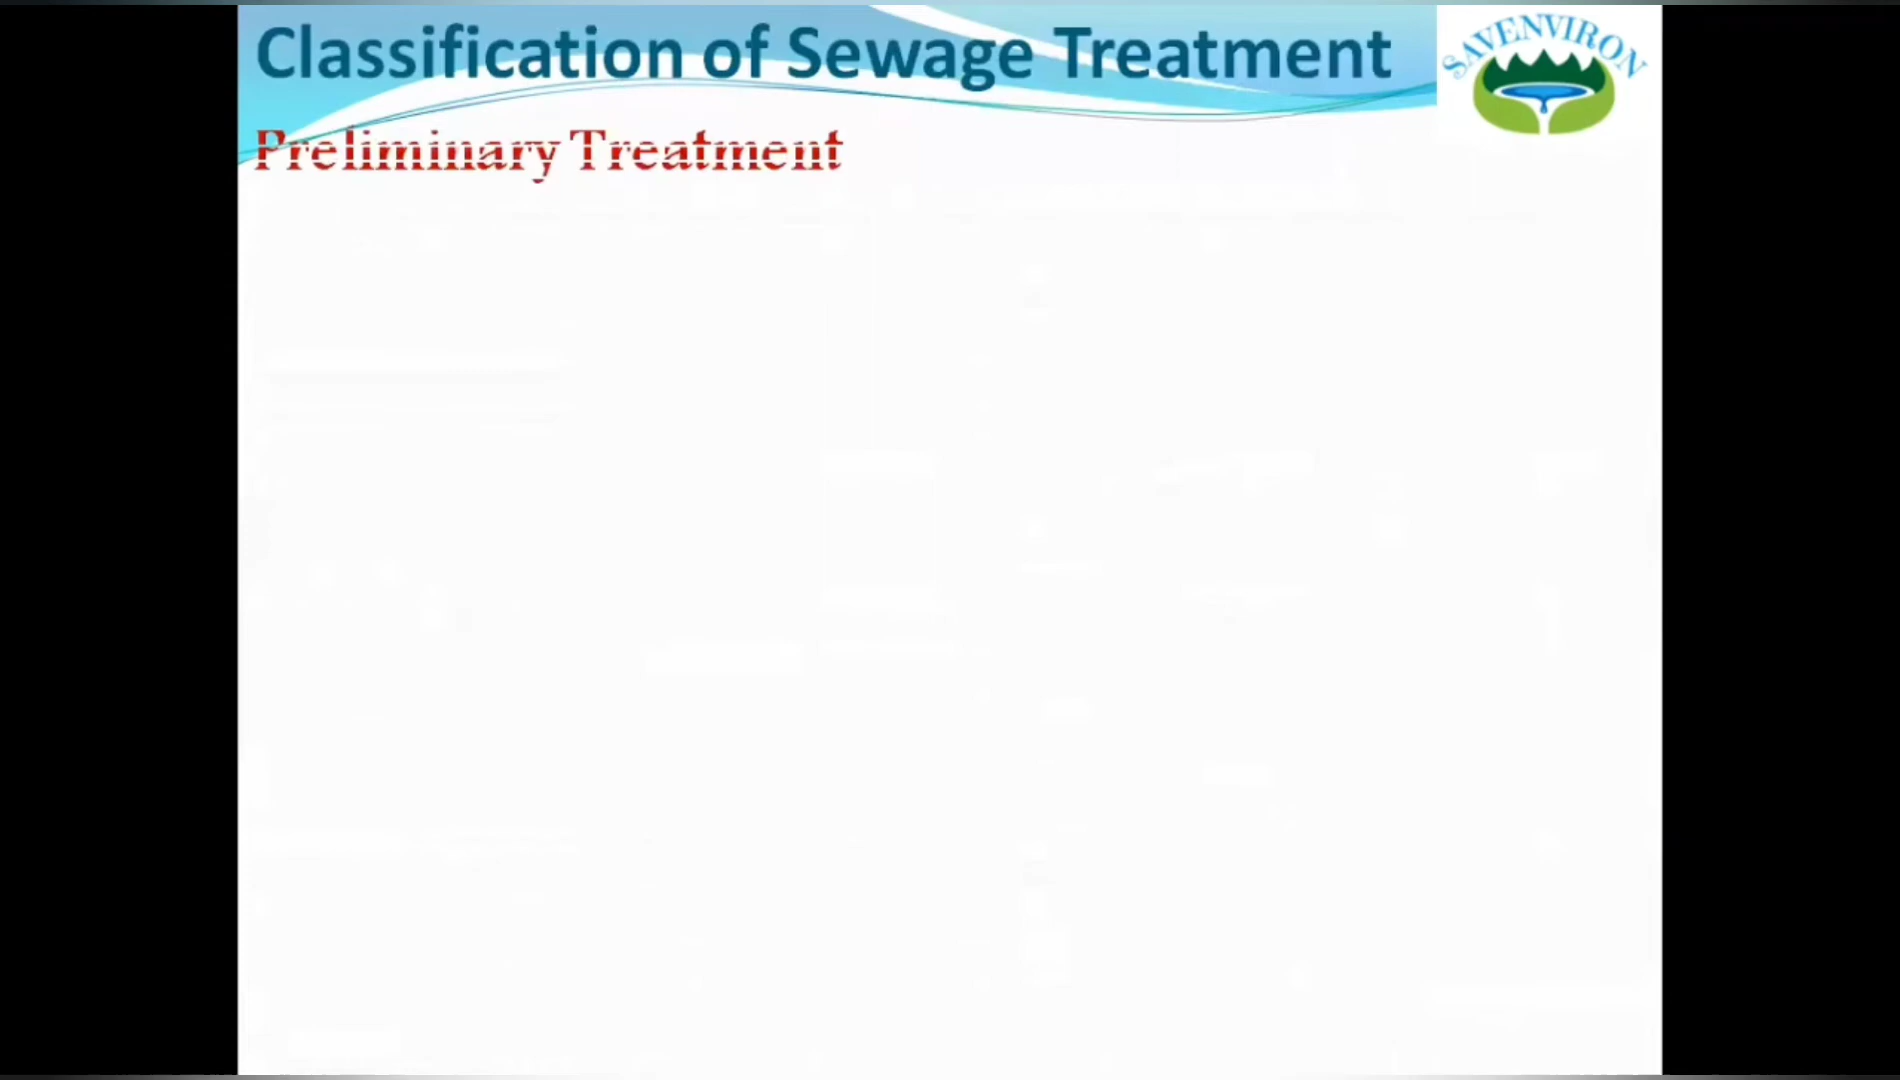 Classification of Sewage Treatment
SAVENVIRON
Preliminary Treatment